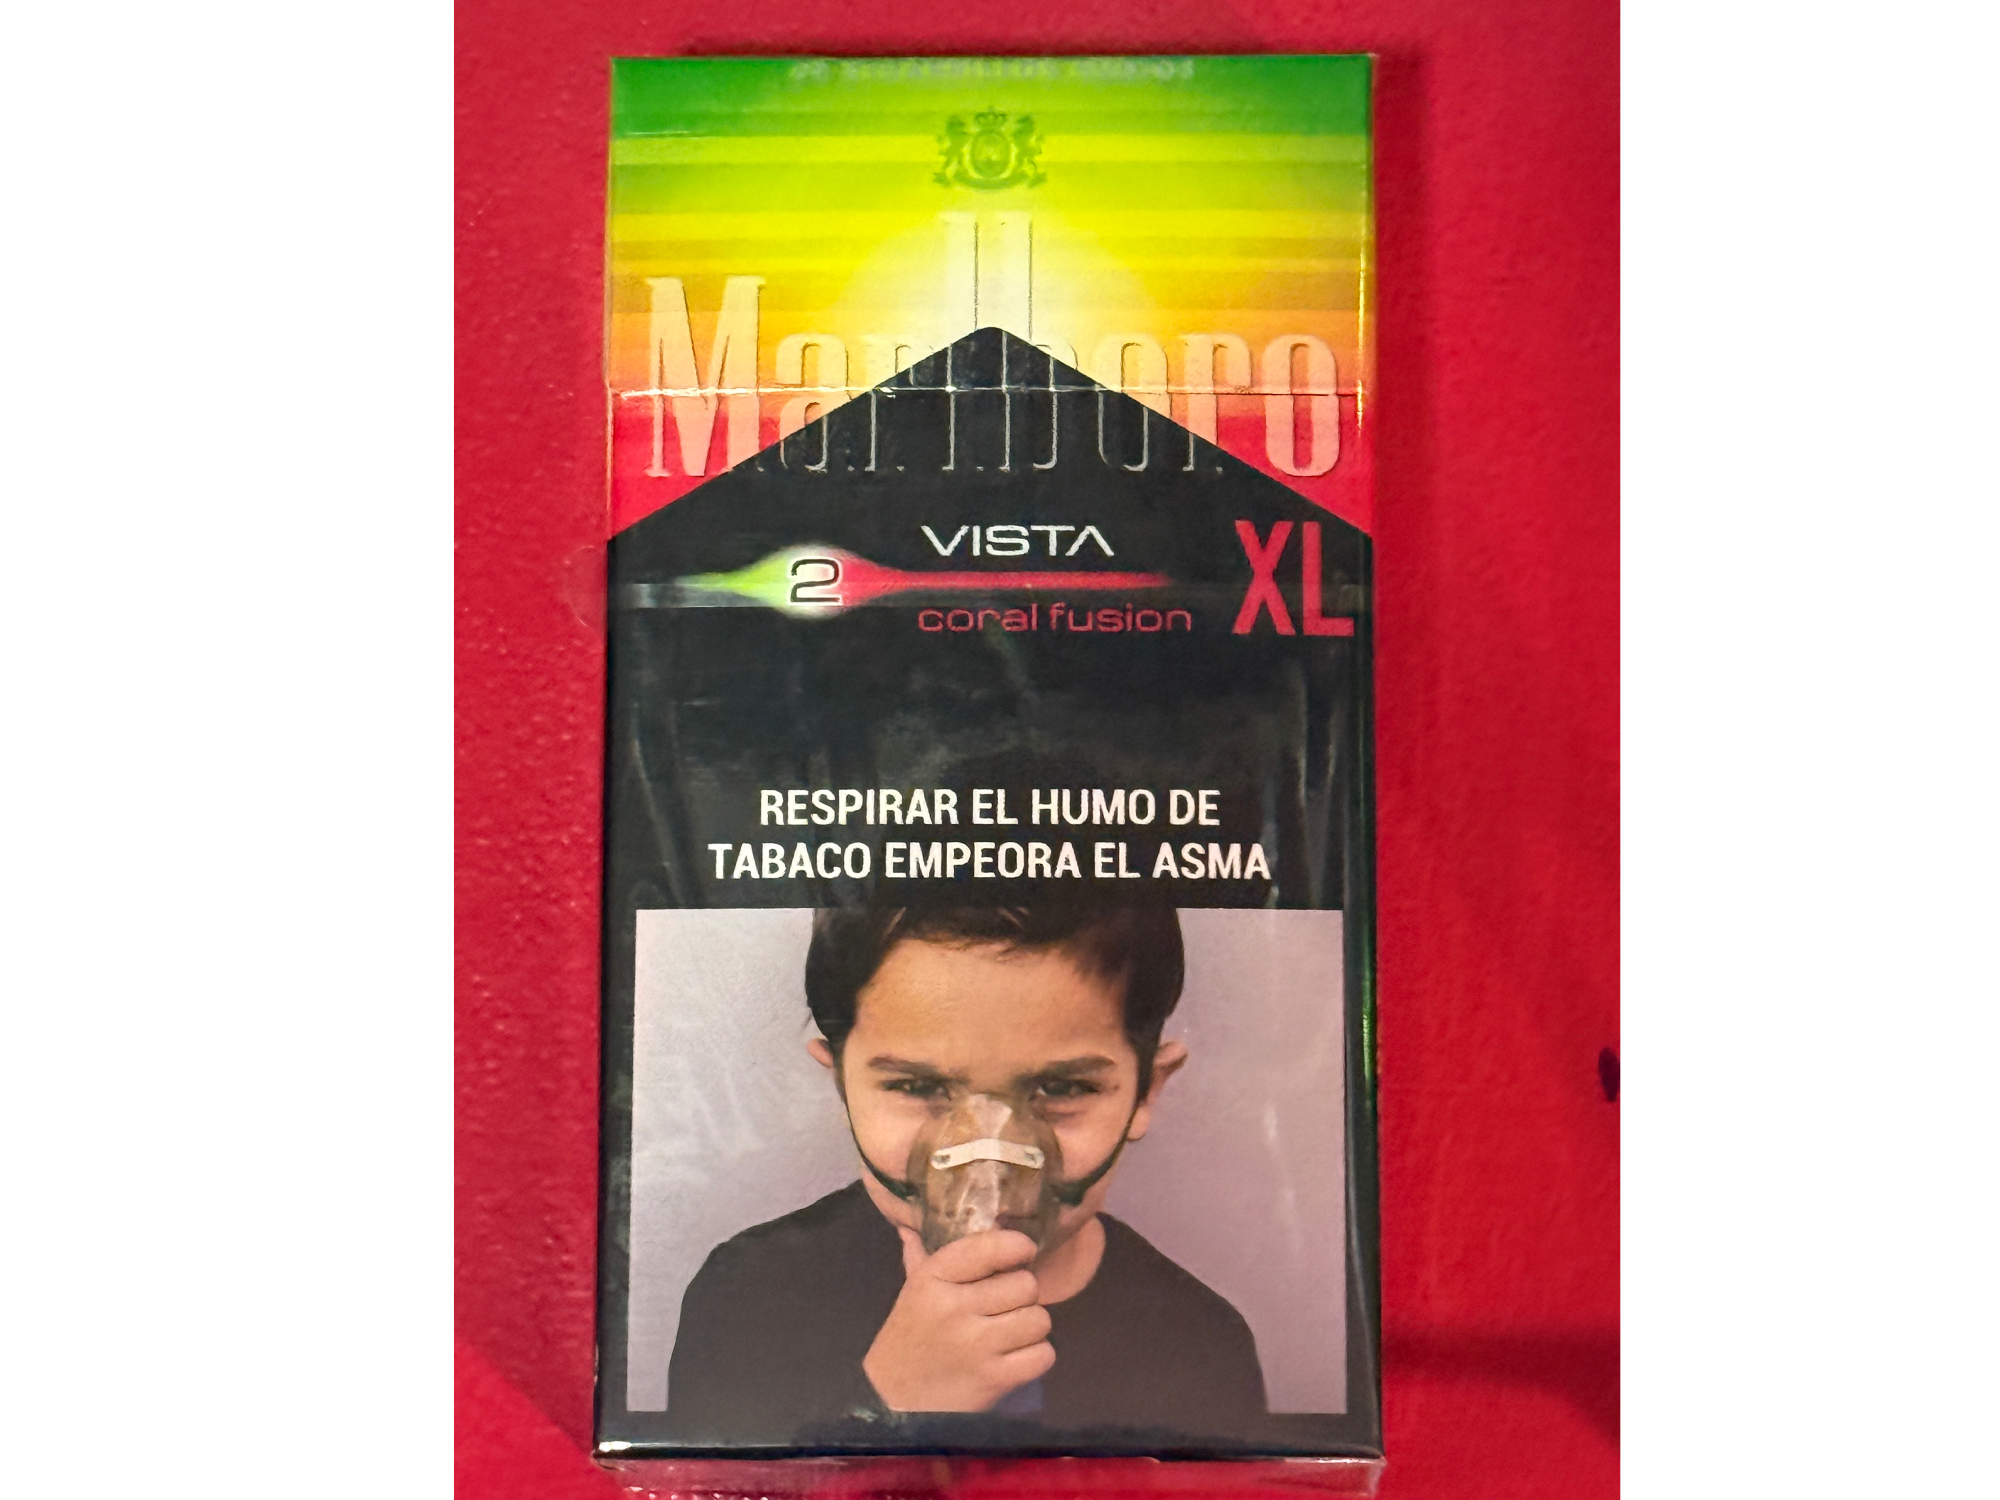 Marlboro
VISTA
2
XL
coral fusion
RESPIRAR EL HUMO DE
TABACO EMPEORA EL ASMA